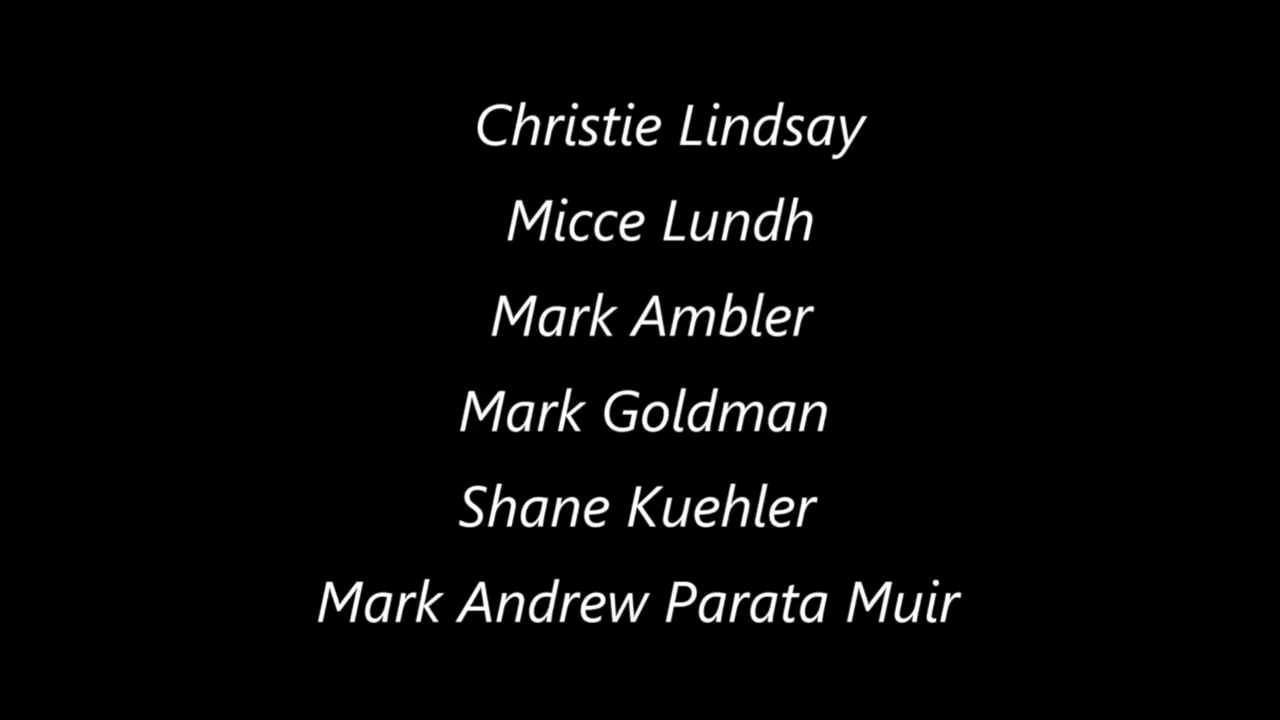 Christie Lindsay
Micce Lundh
Mark Ambler
Mark Goldman
Shane Kuehler
Mark Andrew Parata Muir